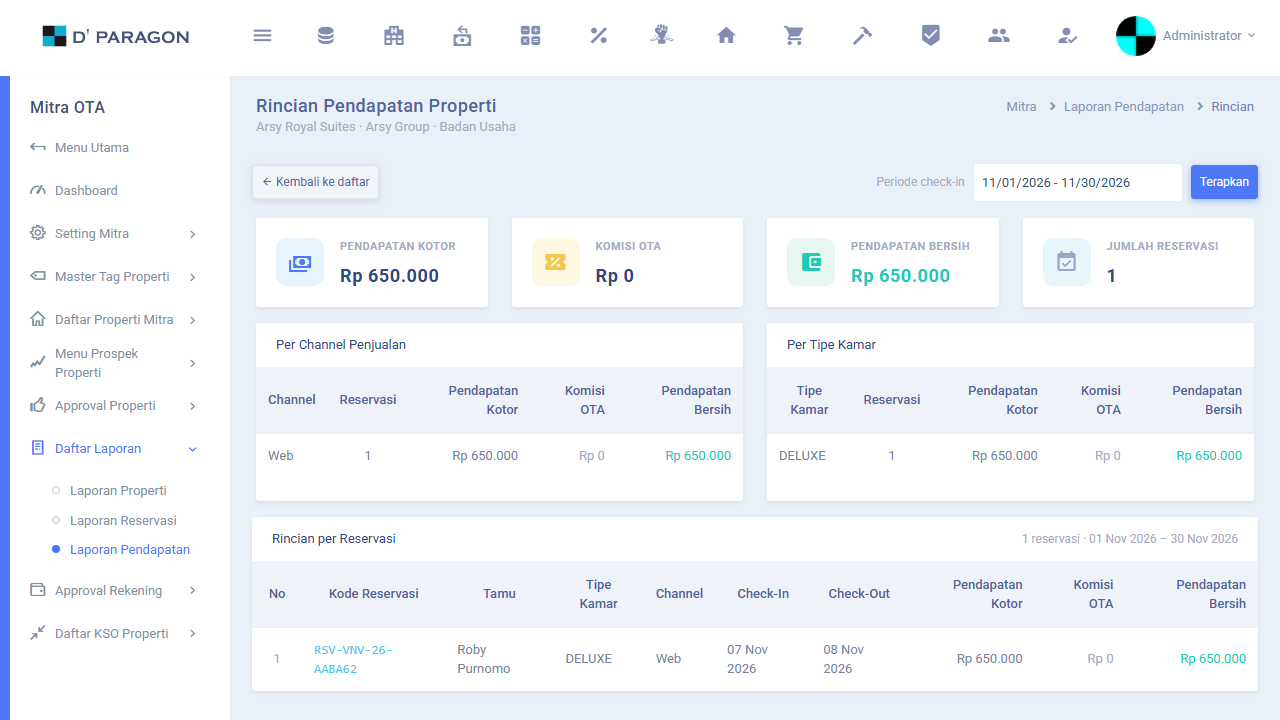 D' PARAGON
Administrator
Mitra OTA
Menu Utama
Dashboard
Setting Mitra
Master Tag Properti
Daftar Properti Mitra
Menu Prospek
Properti
Approval Properti
Daftar Laporan
Laporan Properti
Laporan Reservasi
Laporan Pendapatan
Approval Rekening
Daftar KSO Properti
Rincian Pendapatan Properti
Arsy Royal Suites · Arsy Group · Badan Usaha
Mitra > Laporan Pendapatan > Rincian
← Kembali ke daftar
Periode check-in 11/01/2026 - 11/30/2026 Terapkan
PENDAPATAN KOTOR
Rp 650.000
KOMISI OTA
Rp 0
PENDAPATAN BERSIH
Rp 650.000
JUMLAH RESERVASI
1
Per Channel Penjualan
Channel Reservasi Pendapatan Kotor Komisi OTA Pendapatan Bersih
Web 1 Rp 650.000 Rp 0 Rp 650.000
Per Tipe Kamar
Tipe Kamar Reservasi Pendapatan Kotor Komisi OTA Pendapatan Bersih
DELUXE 1 Rp 650.000 Rp 0 Rp 650.000
Rincian per Reservasi
1 reservasi · 01 Nov 2026 – 30 Nov 2026
No Kode Reservasi Tamu Tipe Kamar Channel Check-In Check-Out Pendapatan Kotor Komisi OTA Pendapatan Bersih
1 RSV-VNV-26-AABA62 Roby Purnomo DELUXE Web 07 Nov 2026 08 Nov 2026 Rp 650.000 Rp 0 Rp 650.000